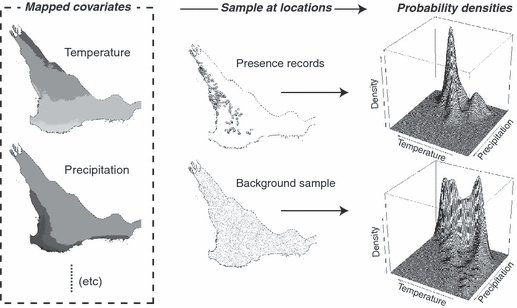 Mapped covariates
Sample at locations
Probability densities
Temperature
Presence records
Density
Temperature
Precipitation
Precipitation
Background sample
Density
Temperature
Precipitation
(etc)